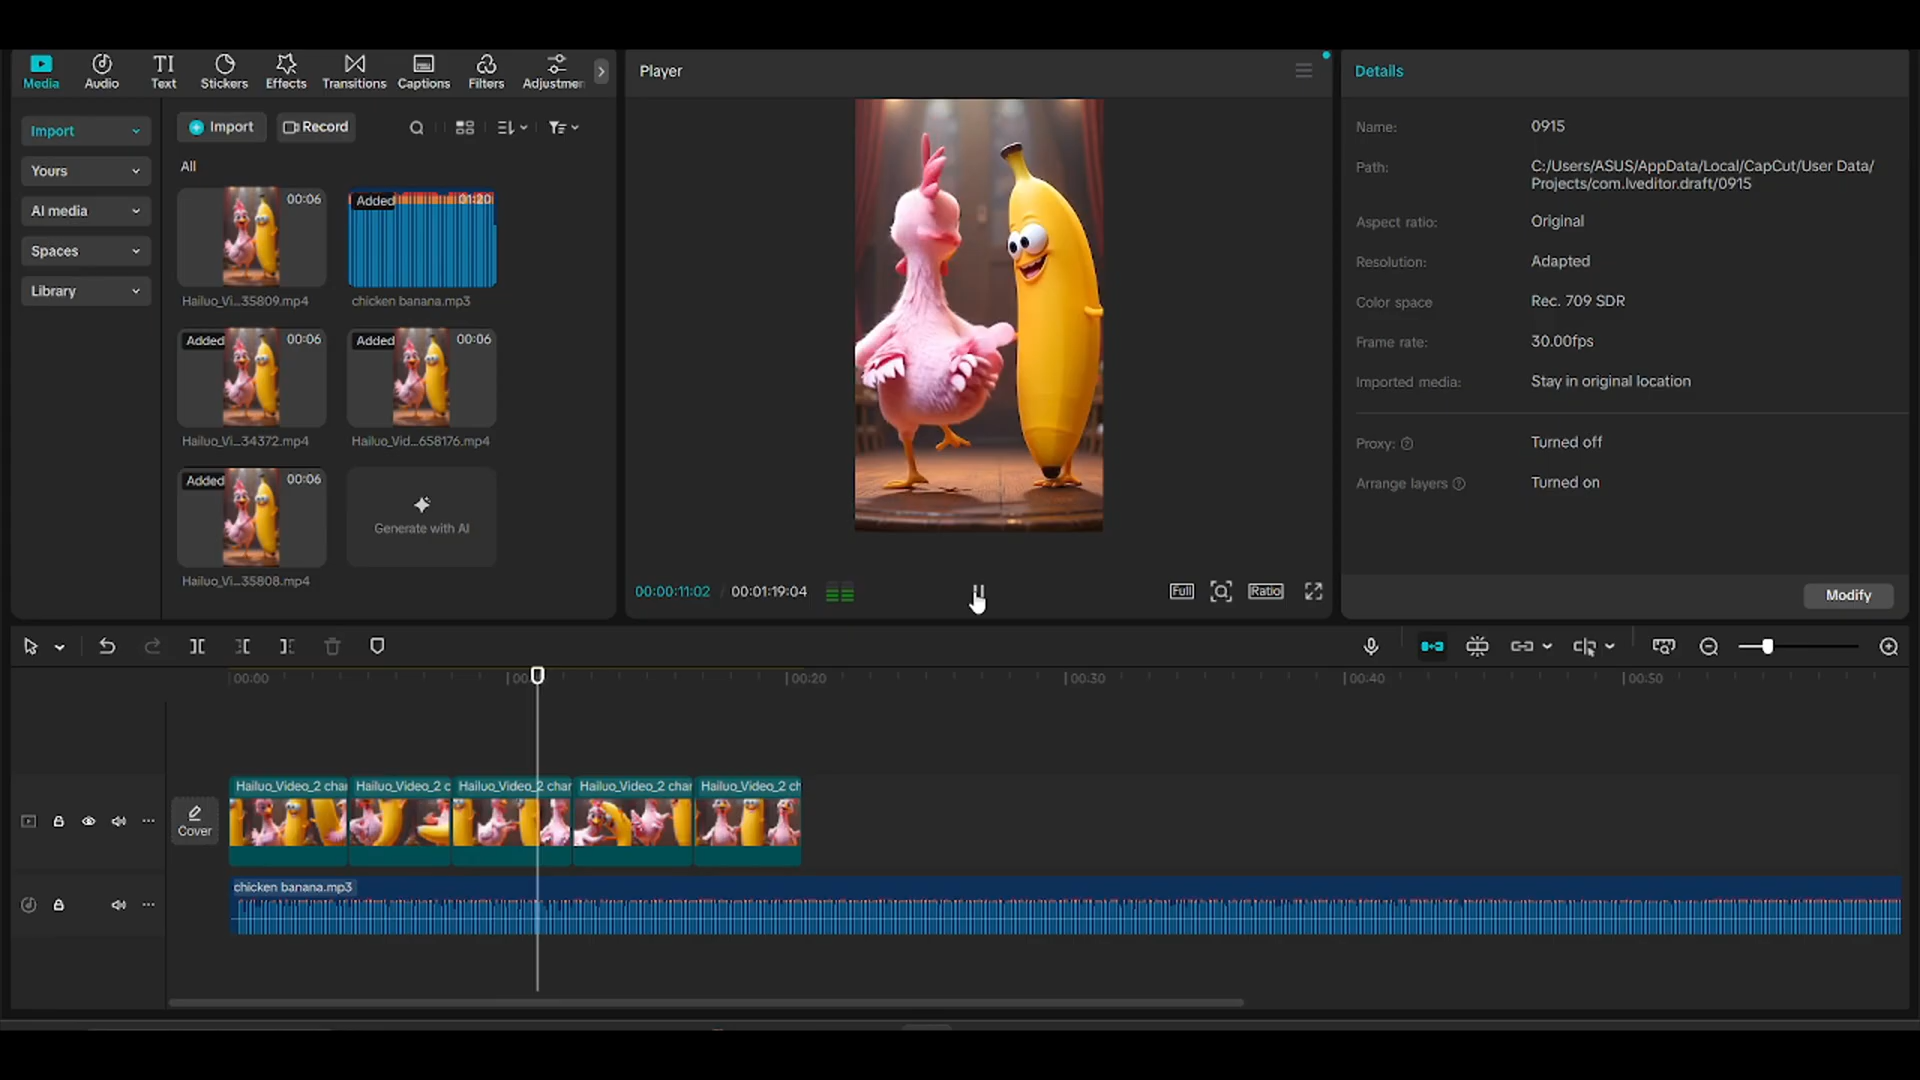 Media
Audio
TI
Text
Stickers
Effects
Transitions
Captions
Filters
Adjustmen
Player
Details
Import
Yours
AI media
Spaces
Library
Import
Record
All
00:06
Hailuo_Vi...35809.mp4
Added
01:20
chicken banana.mp3
Added
00:06
Hailuo_Vi...34372.mp4
Added
00:06
Hailuo_Vid...658176.mp4
Added
00:06
Hailuo_Vi...35808.mp4
Generate with AI
00:00:11:02 / 00:01:19:04
Full
Ratio
Name: 0915
Path: C:/Users/ASUS/AppData/Local/CapCut/User Data/
Projects/com.lveditor.draft/0915
Aspect ratio: Original
Resolution: Adapted
Color space Rec. 709 SDR
Frame rate: 30.00fps
Imported media: Stay in original location
Proxy: Turned off
Arrange layers Turned on
Modify
00:00
00:20
00:30
00:40
00:50
Cover
Hailuo_Video_2 char
Hailuo_Video_2 c
Hailuo_Video_2 char
Hailuo_Video_2 char
Hailuo_Video_2 ch
chicken banana.mp3